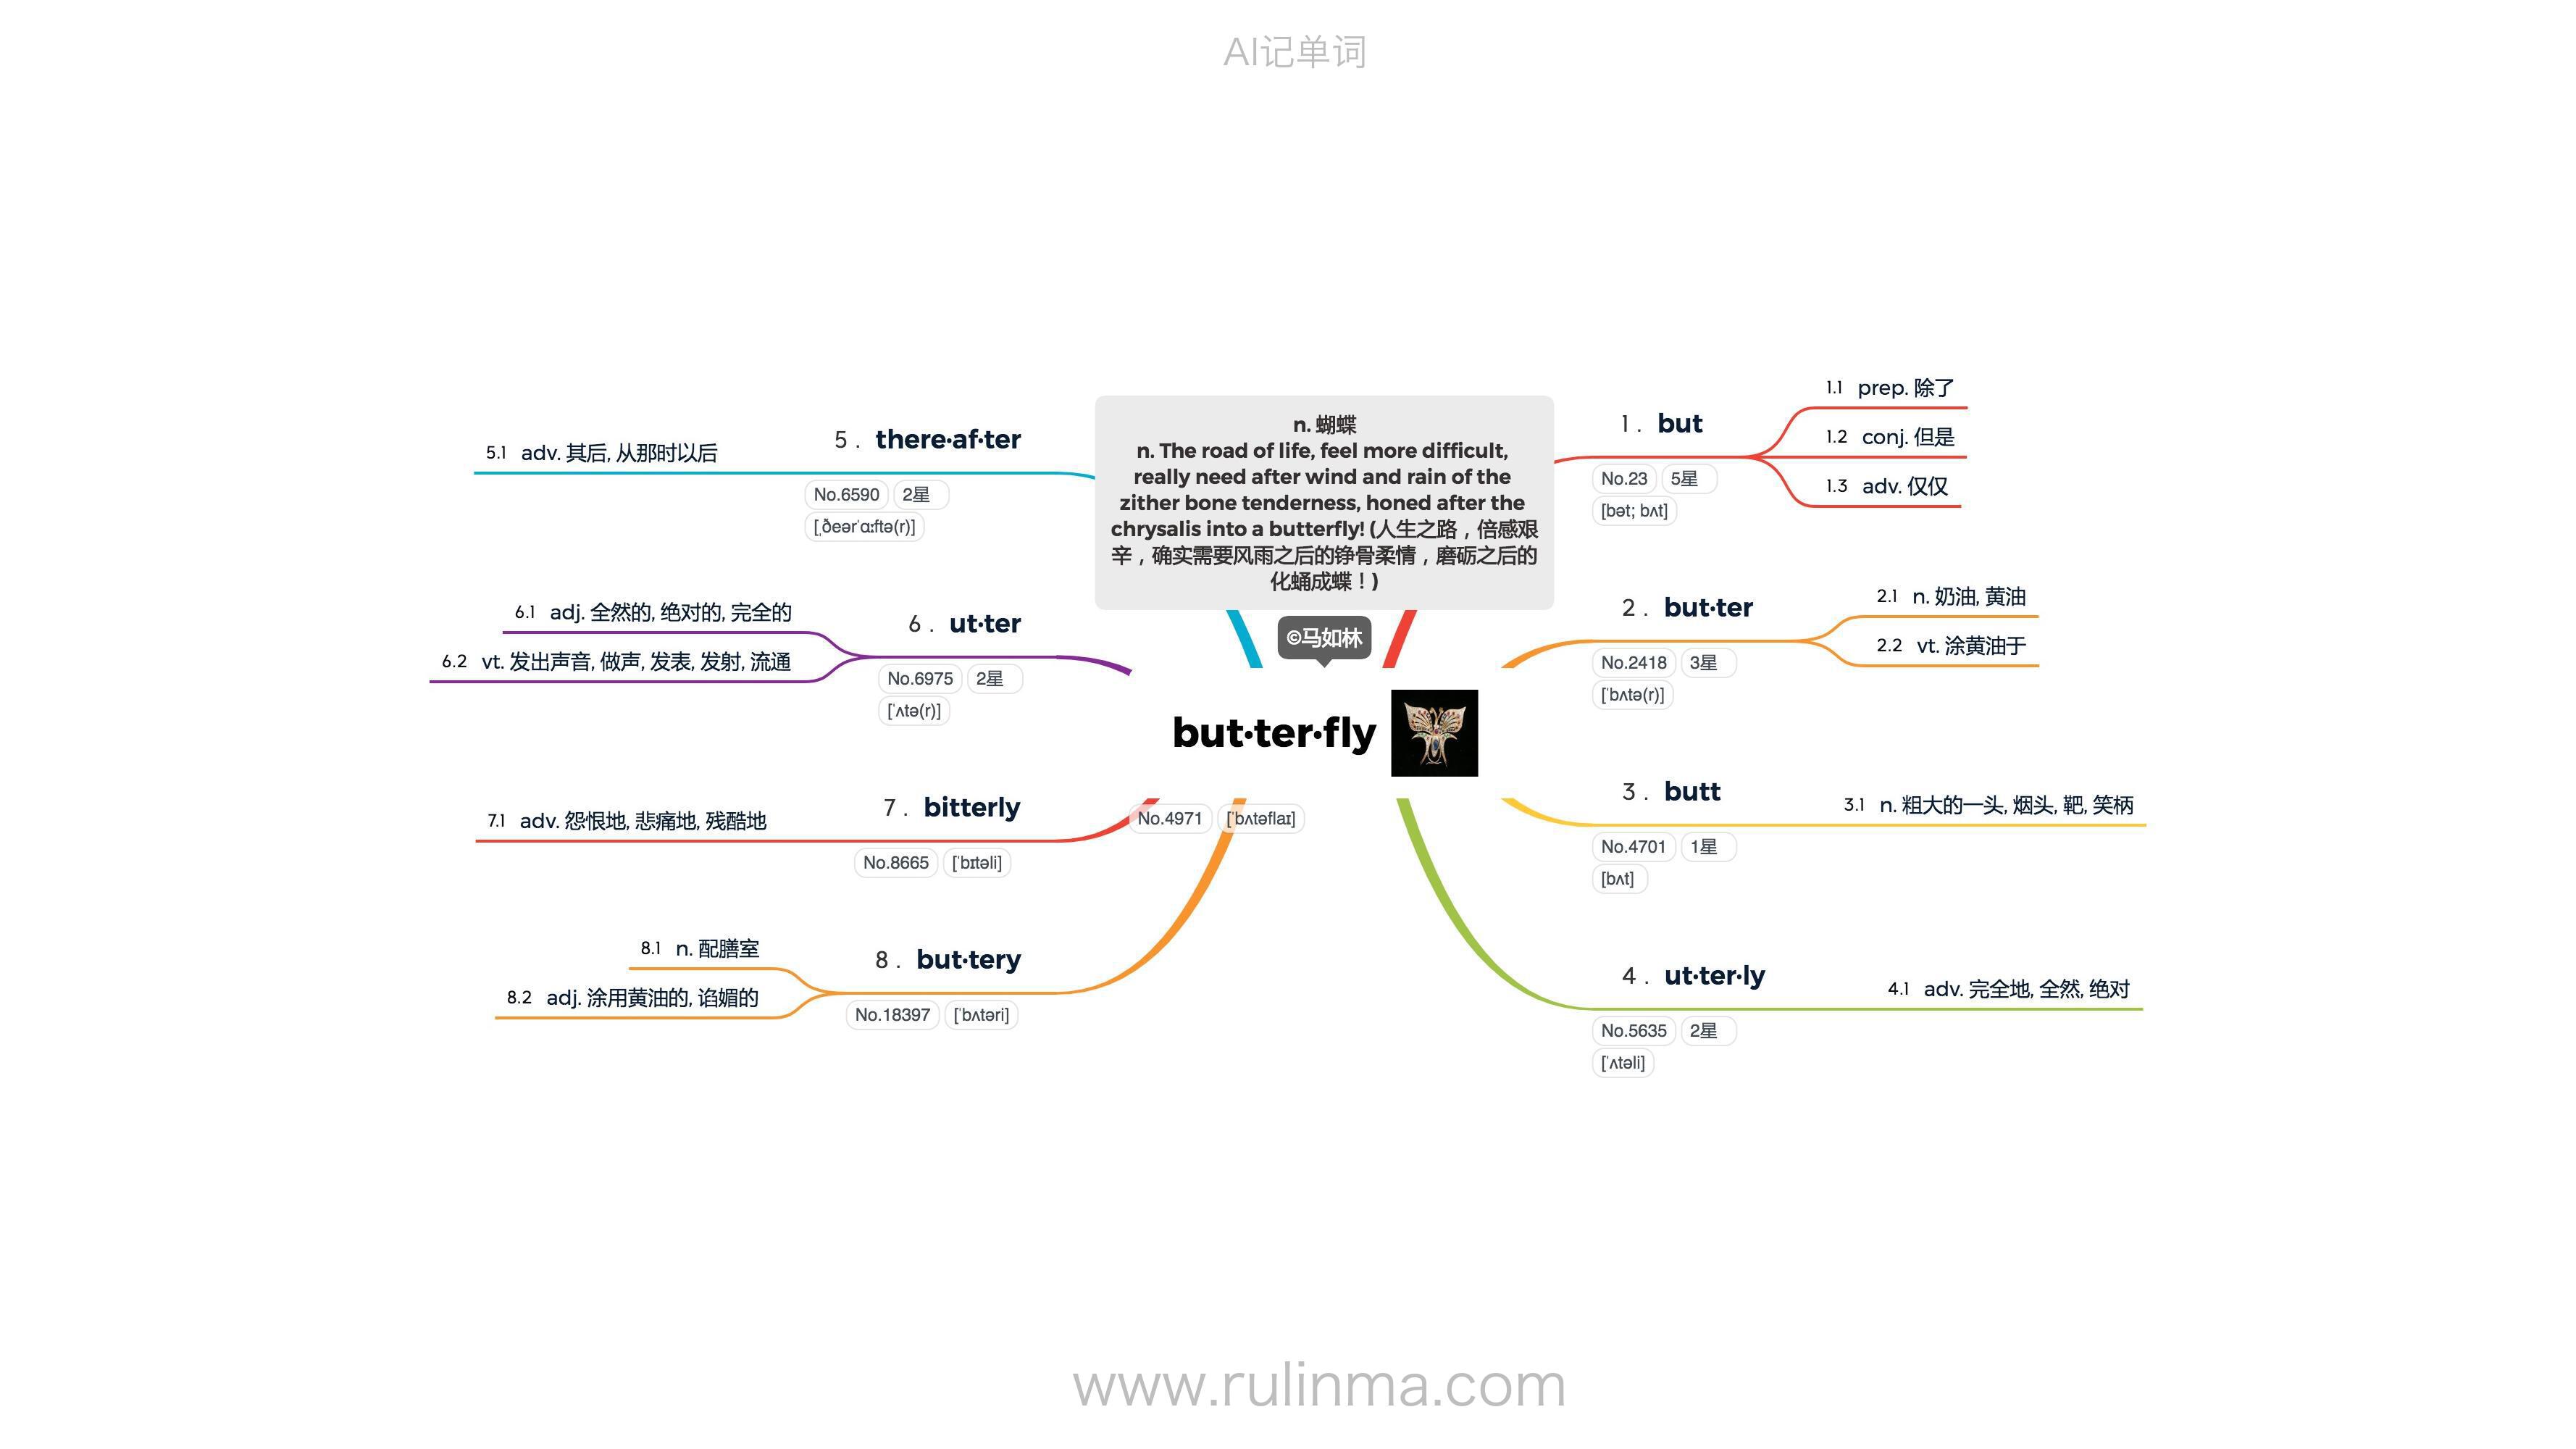 AI记单词
n. 蝴蝶
n. The road of life, feel more difficult,
really need after wind and rain of the
zither bone tenderness, honed after the
chrysalis into a butterfly! (人生之路，倍感艰
辛，确实需要风雨之后的铮骨柔情，磨砺之后的
化蛹成蝶！)
©马如林
but·ter·fly
No.4971 [ˈbʌtəflaɪ]
1. but
No.23 5星
[bət; bʌt]
1.1 prep. 除了
1.2 conj. 但是
1.3 adv. 仅仅
2. but·ter
No.2418 3星
[ˈbʌtə(r)]
2.1 n. 奶油, 黄油
2.2 vt. 涂黄油于
3. butt
No.4701 1星
[bʌt]
3.1 n. 粗大的一头, 烟头, 靶, 笑柄
4. ut·ter·ly
No.5635 2星
[ˈʌtəli]
4.1 adv. 完全地, 全然, 绝对
5. there·af·ter
No.6590 2星
[ˌðeərˈɑːftə(r)]
5.1 adv. 其后, 从那时以后
6. ut·ter
No.6975 2星
[ˈʌtə(r)]
6.1 adj. 全然的, 绝对的, 完全的
6.2 vt. 发出声音, 做声, 发表, 发射, 流通
7. bitterly
No.8665 [ˈbɪtəli]
7.1 adv. 怨恨地, 悲痛地, 残酷地
8. but·tery
No.18397 [ˈbʌtəri]
8.1 n. 配膳室
8.2 adj. 涂用黄油的, 谄媚的
www.rulinma.com